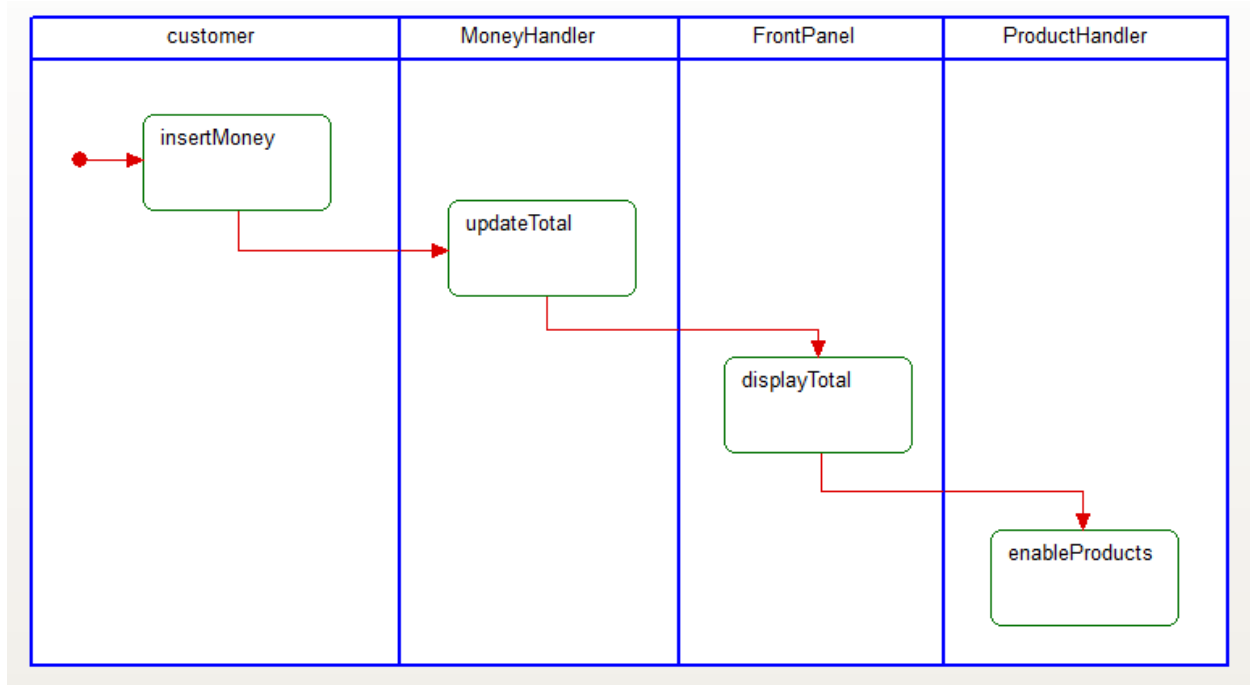 customer
MoneyHandler
FrontPanel
ProductHandler
insertMoney
updateTotal
displayTotal
enableProducts